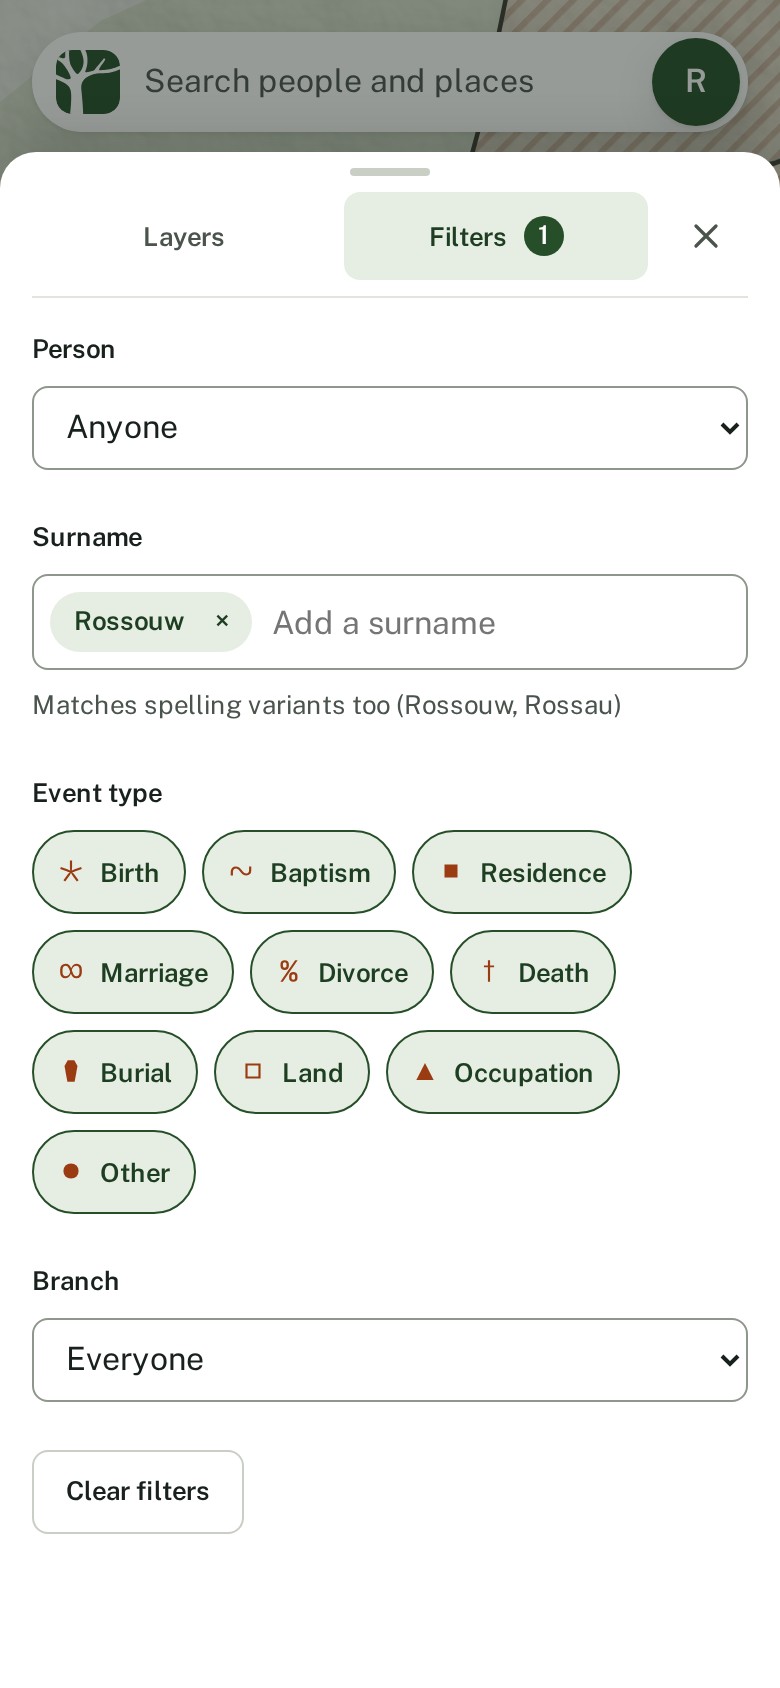 Search people and places
R
Layers
Filters 1
Person
Anyone
Surname
Rossouw × Add a surname
Matches spelling variants too (Rossouw, Rossau)
Event type
Birth ~ Baptism Residence
∞ Marriage % Divorce † Death
Burial Land Occupation
Other
Branch
Everyone
Clear filters